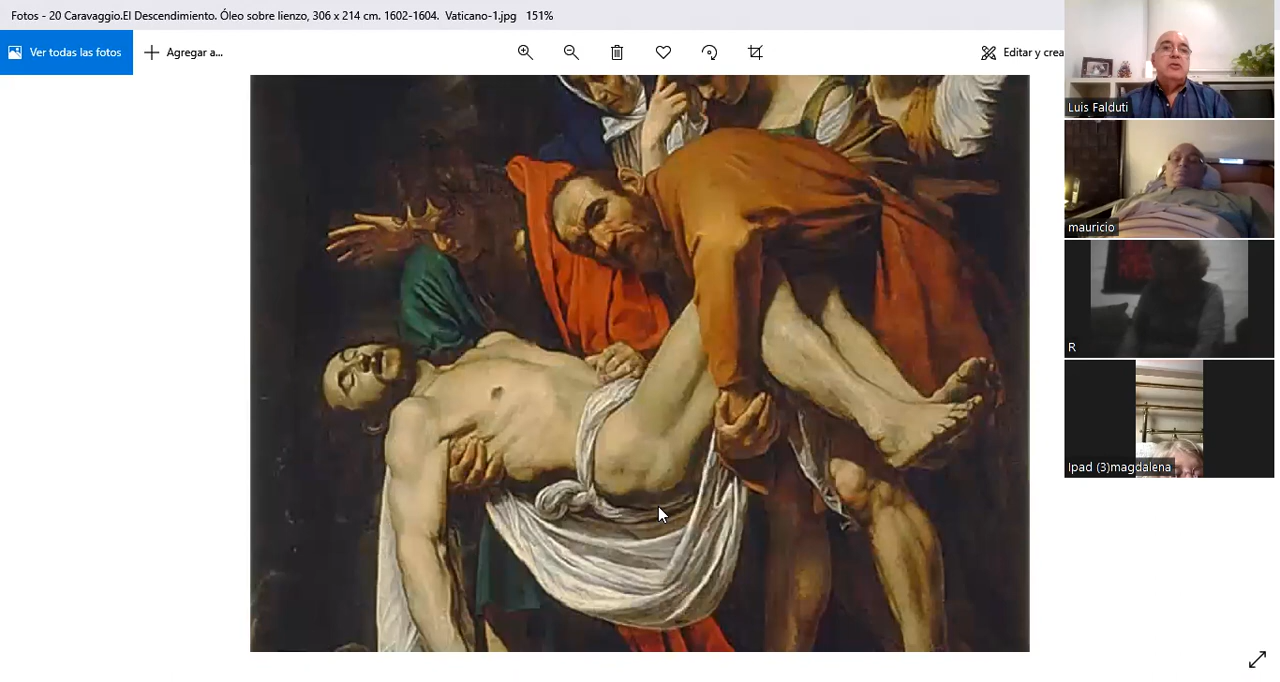 Fotos - 20 Caravaggio.El Descendimiento. Óleo sobre lienzo, 306 x 214 cm. 1602-1604.  Vaticano-1.jpg   151%
Ver todas las fotos
Agregar a...
Editar y crea
Luis Falduti
mauricio
R
Ipad (3)magdalena